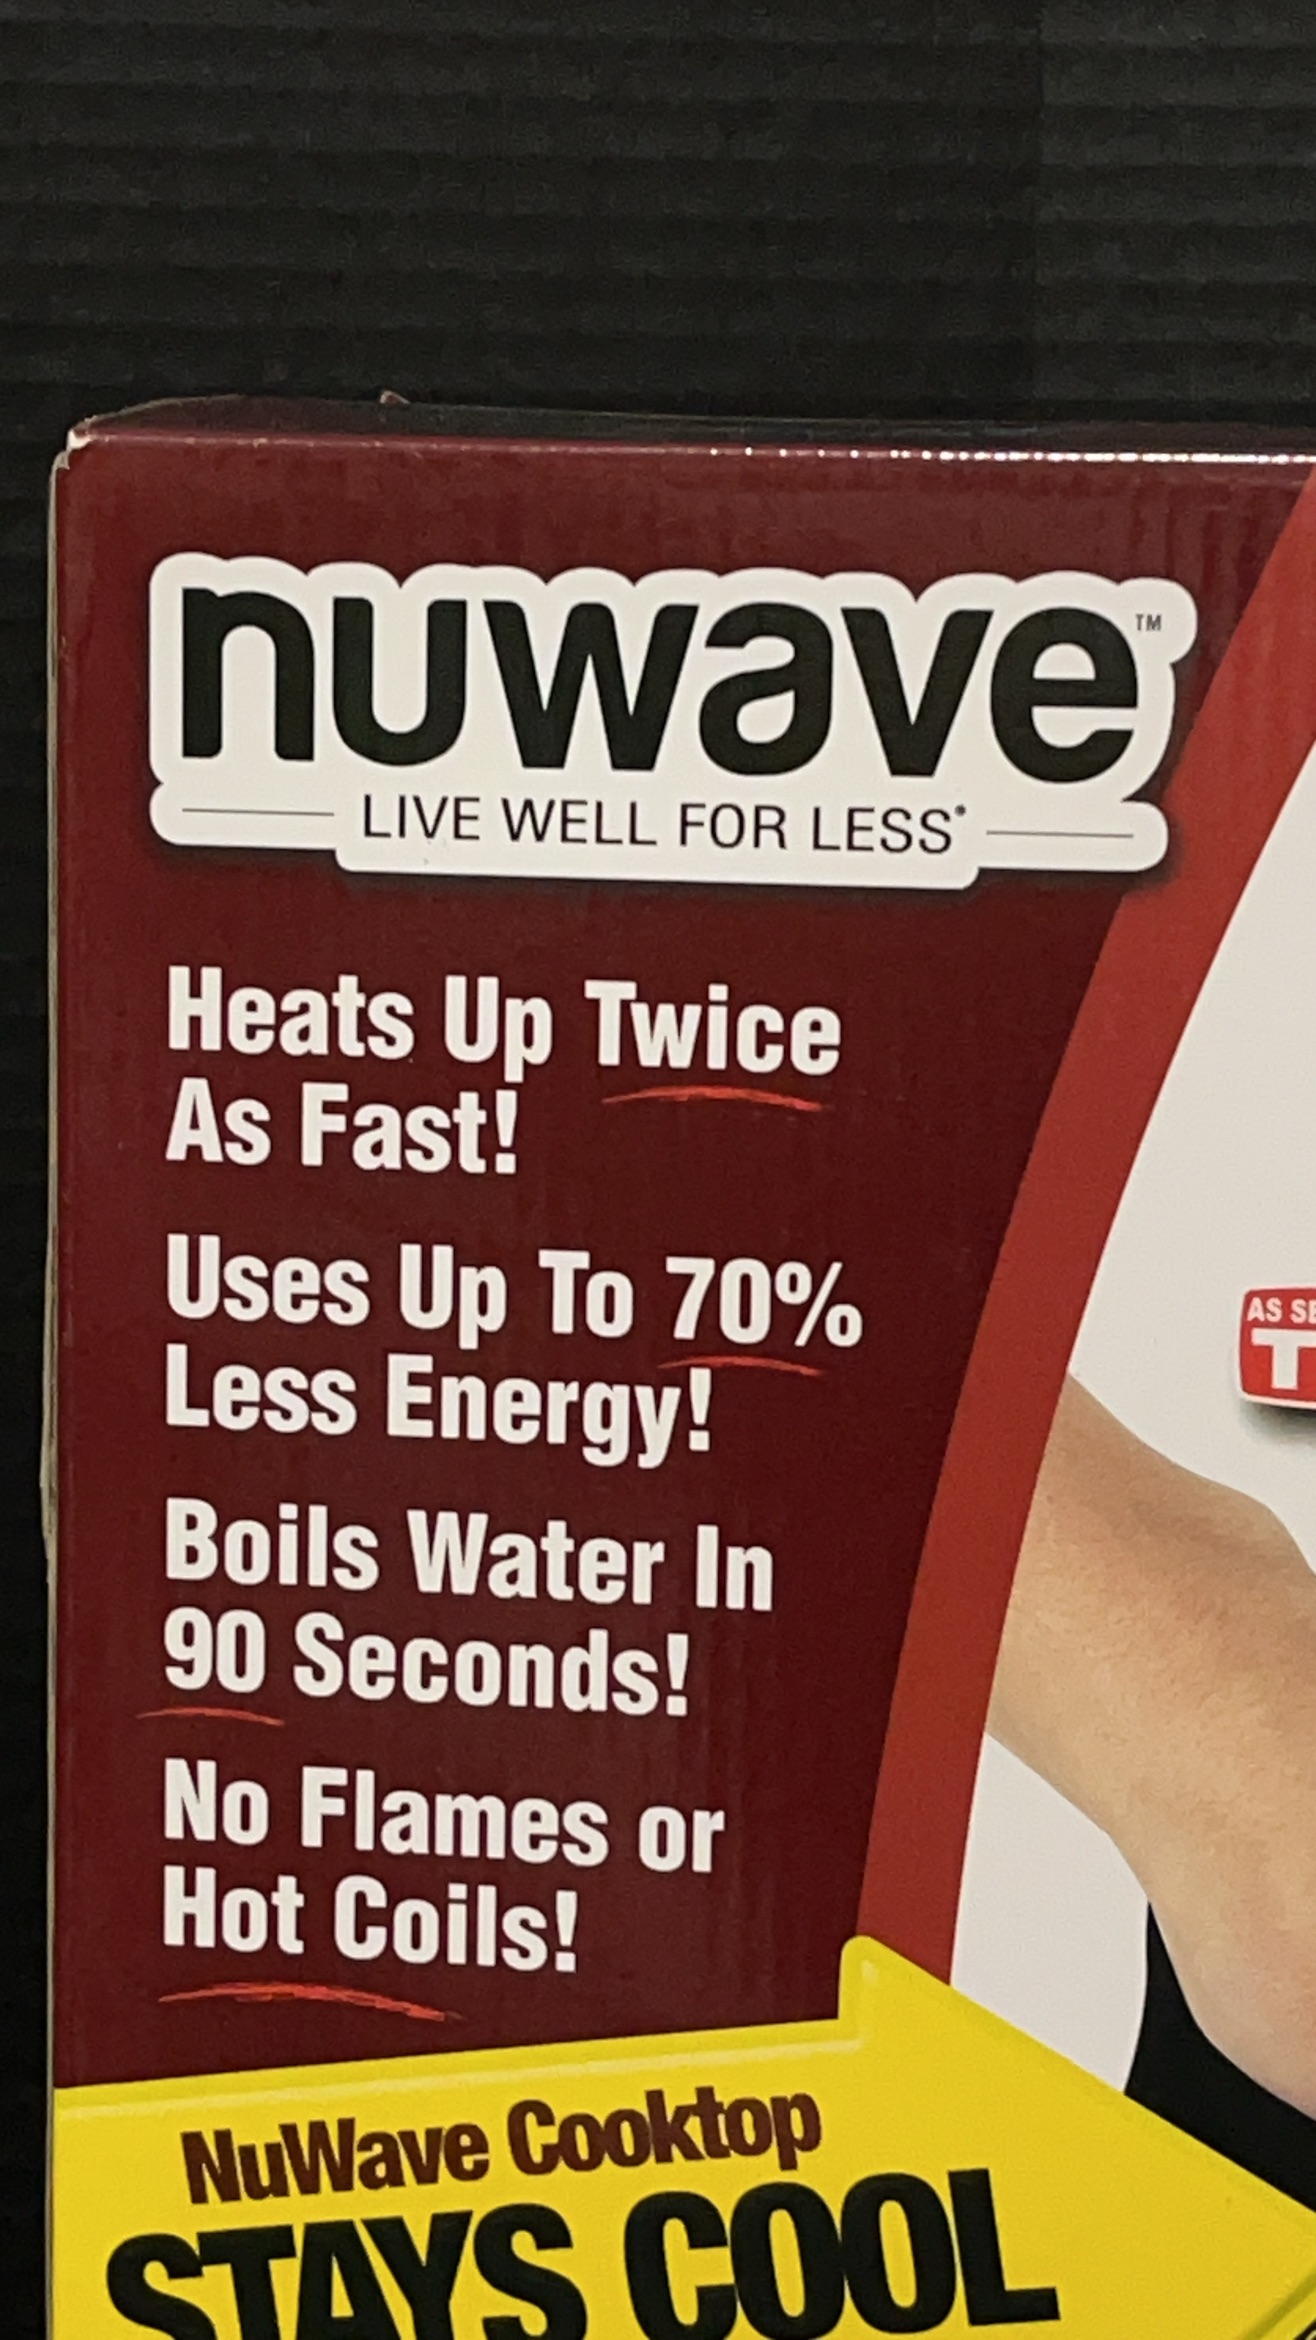 nuwave™
LIVE WELL FOR LESS®
Heats Up Twice
As Fast!
Uses Up To 70%
Less Energy!
Boils Water In
90 Seconds!
No Flames or
Hot Coils!
AS
T
NuWave Cooktop
STAYS COOL